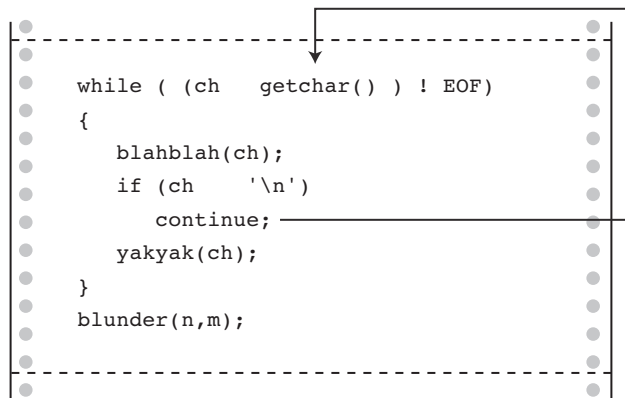 while ( (ch getchar() ) ! EOF)
{
blahblah(ch);
if (ch '\n')
continue;
yakyak(ch);
}
blunder(n,m);